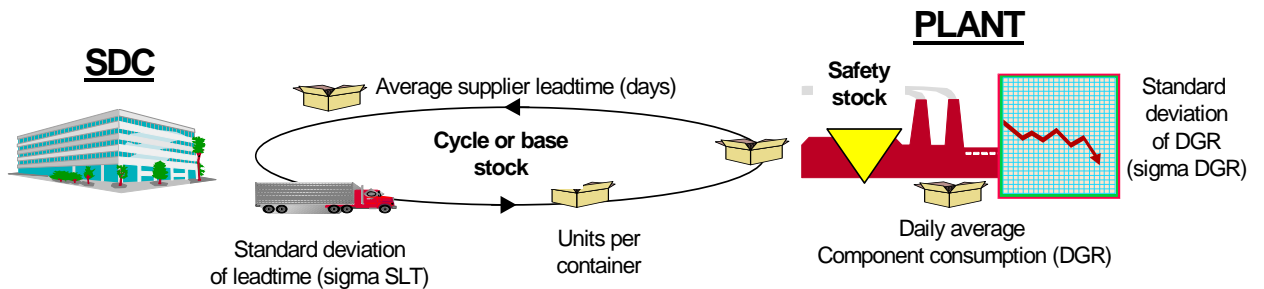 PLANT
SDC
Average supplier leadtime (days)
Cycle or base
stock
Safety
stock
Standard
deviation
of DGR
(sigma DGR)
Standard deviation
of leadtime (sigma SLT)
Units per
container
Daily average
Component consumption (DGR)